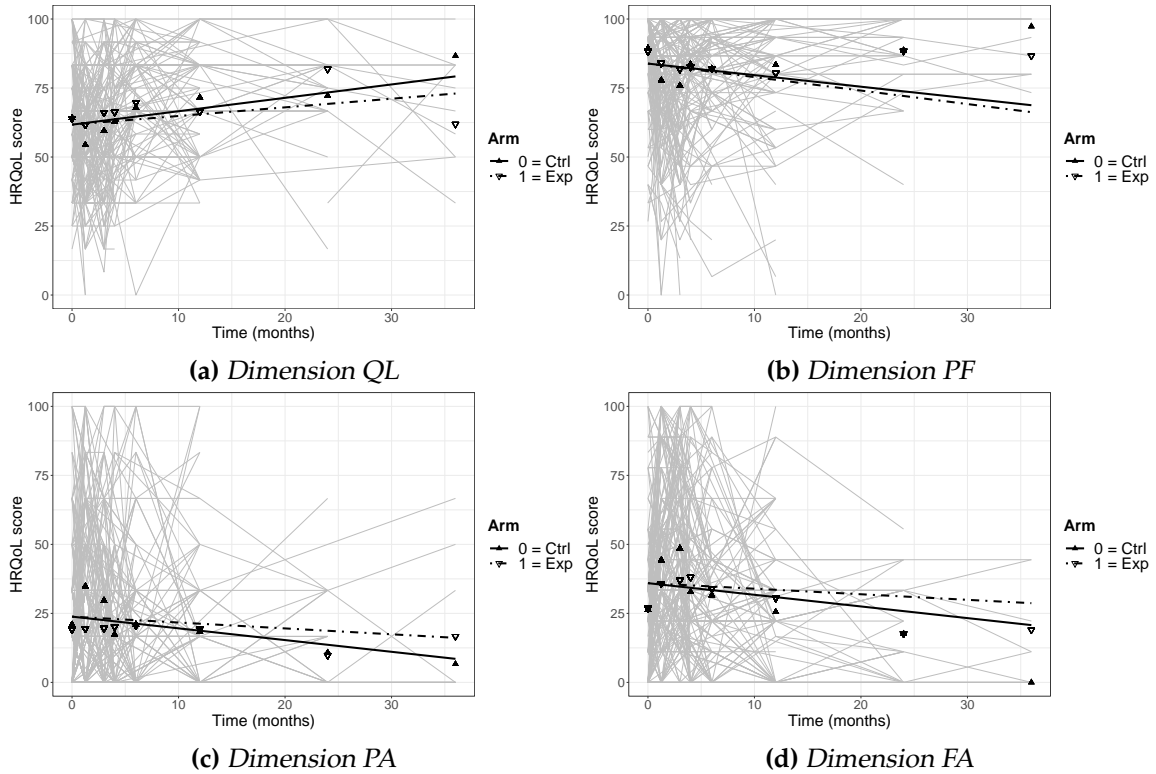 100
75
50
25
0
HRQoL score
0 10 20 30
Time (months)
Arm
0 = Ctrl
1 = Exp
(a) Dimension QL
100
75
50
25
0
HRQoL score
0 10 20 30
Time (months)
Arm
0 = Ctrl
1 = Exp
(b) Dimension PF
100
75
50
25
0
HRQoL score
0 10 20 30
Time (months)
Arm
0 = Ctrl
1 = Exp
(c) Dimension PA
100
75
50
25
0
HRQoL score
0 10 20 30
Time (months)
Arm
0 = Ctrl
1 = Exp
(d) Dimension FA